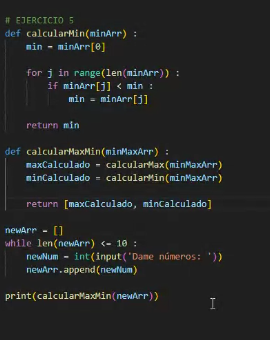 # EJERCICIO 5
def calcularMin(minArr) :
    min = minArr[0]

    for j in range(len(minArr)) :
        if minArr[j] < min :
            min = minArr[j]

    return min

def calcularMaxMin(minMaxArr) :
    maxCalculado = calcularMax(minMaxArr)
    minCalculado = calcularMin(minMaxArr)

    return [maxCalculado, minCalculado]

newArr = []
while len(newArr) <= 10 :
    newNum = int(input('Dame números: '))
    newArr.append(newNum)

print(calcularMaxMin(newArr))